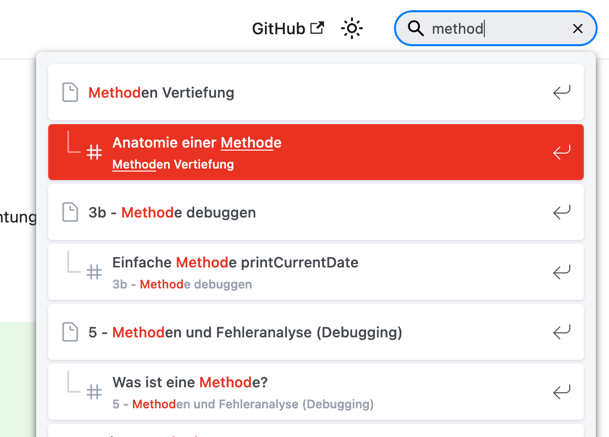 GitHub
method
Methoden Vertiefung
Anatomie einer Methode
Methoden Vertiefung
3b - Methode debuggen
Einfache Methode printCurrentDate
3b - Methode debuggen
ntung
5 - Methoden und Fehleranalyse (Debugging)
Was ist eine Methode?
5 - Methoden und Fehleranalyse (Debugging)